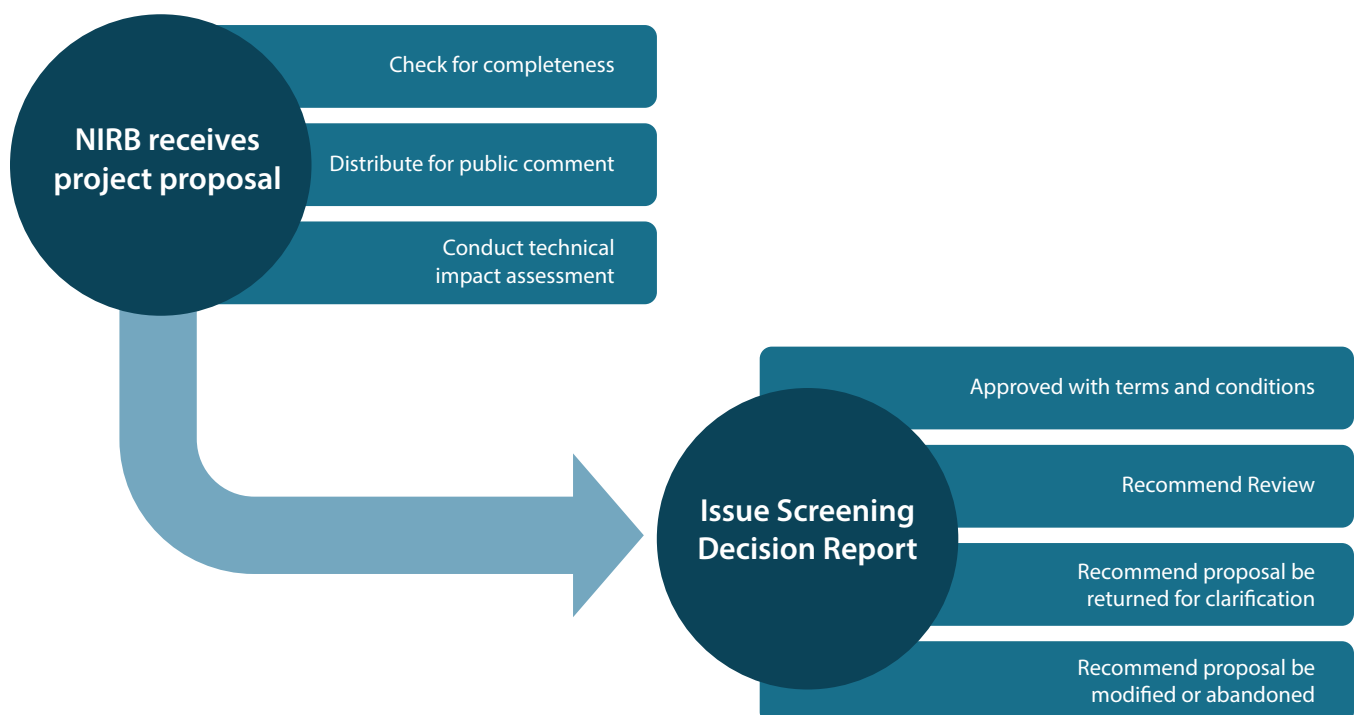 NIRB receives
project proposal
Check for completeness
Distribute for public comment
Conduct technical
impact assessment
Issue Screening
Decision Report
Approved with terms and conditions
Recommend Review
Recommend proposal be
returned for clarification
Recommend proposal be
modified or abandoned